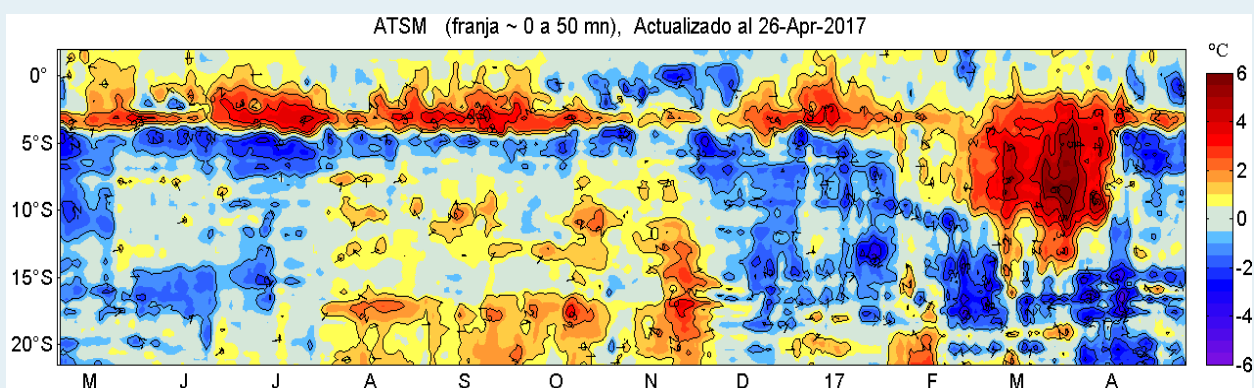 ATSM (franja ~ 0 a 50 mn), Actualizado al 26-Apr-2017
ºC
0°
5°S
10°S
15°S
20°S
6
4
2
0
-2
-4
-6
M J J A S O N D 17 F M A